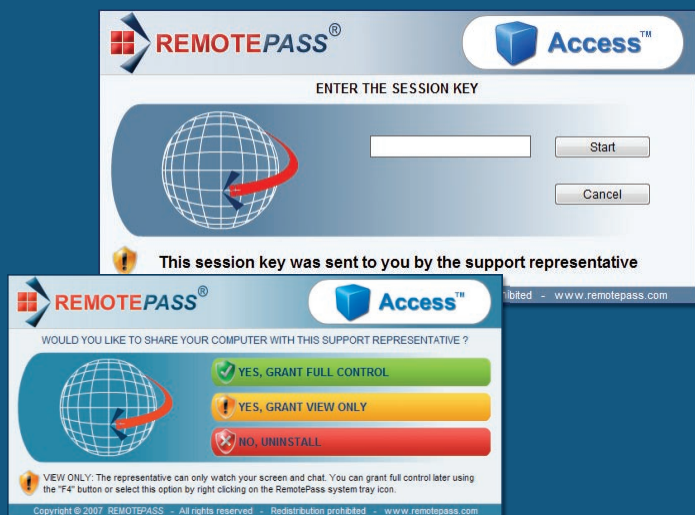 REMOTEPASS®
Access™
ENTER THE SESSION KEY
Start
Cancel
This session key was sent to you by the support representative
hibited - www.remotepass.com
REMOTEPASS®
Access™
WOULD YOU LIKE TO SHARE YOUR COMPUTER WITH THIS SUPPORT REPRESENTATIVE ?
YES, GRANT FULL CONTROL
YES, GRANT VIEW ONLY
NO, UNINSTALL
VIEW ONLY: The representative can only watch your screen and chat. You can grant full control later using
the "F4" button or select this option by right clicking on the RemotePass system tray icon.
Copyright © 2007 REMOTEPASS - All rights reserved - Redistribution prohibited - www.remotepass.com